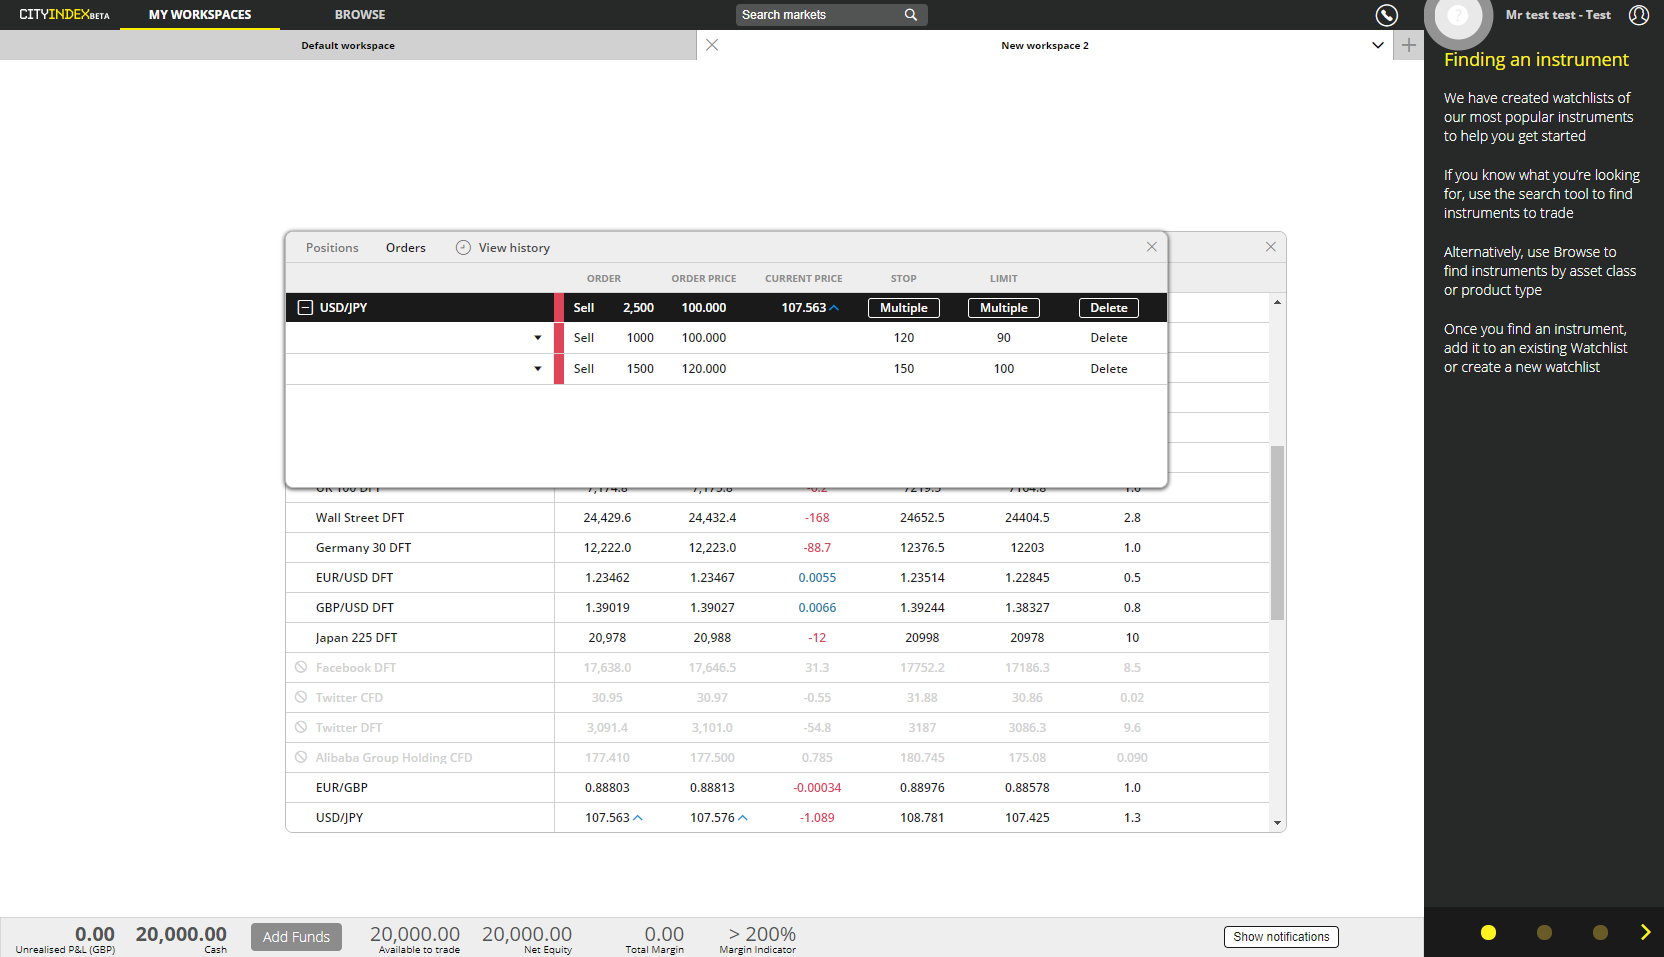 CITYINDEXBETA MY WORKSPACES BROWSE Search markets ? Mr test test - Test
Default workspace New workspace 2
Finding an instrument
We have created watchlists of
our most popular instruments
to help you get started
If you know what you're looking
for, use the search tool to find
instruments to trade
Alternatively, use Browse to
find instruments by asset class
or product type
Once you find an instrument,
add it to an existing Watchlist
or create a new watchlist
Positions Orders View history
ORDER ORDER PRICE CURRENT PRICE STOP LIMIT
USD/JPY Sell 2,500 100.000 107.563 Multiple Multiple Delete
Sell 1000 100.000 120 90 Delete
Sell 1500 120.000 150 100 Delete
UK 100 DFT 7,174.8 7,175.8 -6.2 7219.5 7164.8 1.0
Wall Street DFT 24,429.6 24,432.4 -168 24652.5 24404.5 2.8
Germany 30 DFT 12,222.0 12,223.0 -88.7 12376.5 12203 1.0
EUR/USD DFT 1.23462 1.23467 0.0055 1.23514 1.22845 0.5
GBP/USD DFT 1.39019 1.39027 0.0066 1.39244 1.38327 0.8
Japan 225 DFT 20,978 20,988 -12 20998 20978 10
Facebook DFT 17,638.0 17,646.5 31.3 17752.2 17186.3 8.5
Twitter CFD 30.95 30.97 -0.55 31.88 30.86 0.02
Twitter DFT 3,091.4 3,101.0 -54.8 3187 3086.3 9.6
Alibaba Group Holding CFD 177.410 177.500 0.785 180.745 175.08 0.090
EUR/GBP 0.88803 0.88813 -0.00034 0.88976 0.88578 1.0
USD/JPY 107.563 107.576 -1.089 108.781 107.425 1.3
0.00 20,000.00 Add Funds 20,000.00 20,000.00 0.00 > 200% Show notifications
Unrealised P&L (GBP) Cash Available to trade Net Equity Total Margin Margin Indicator